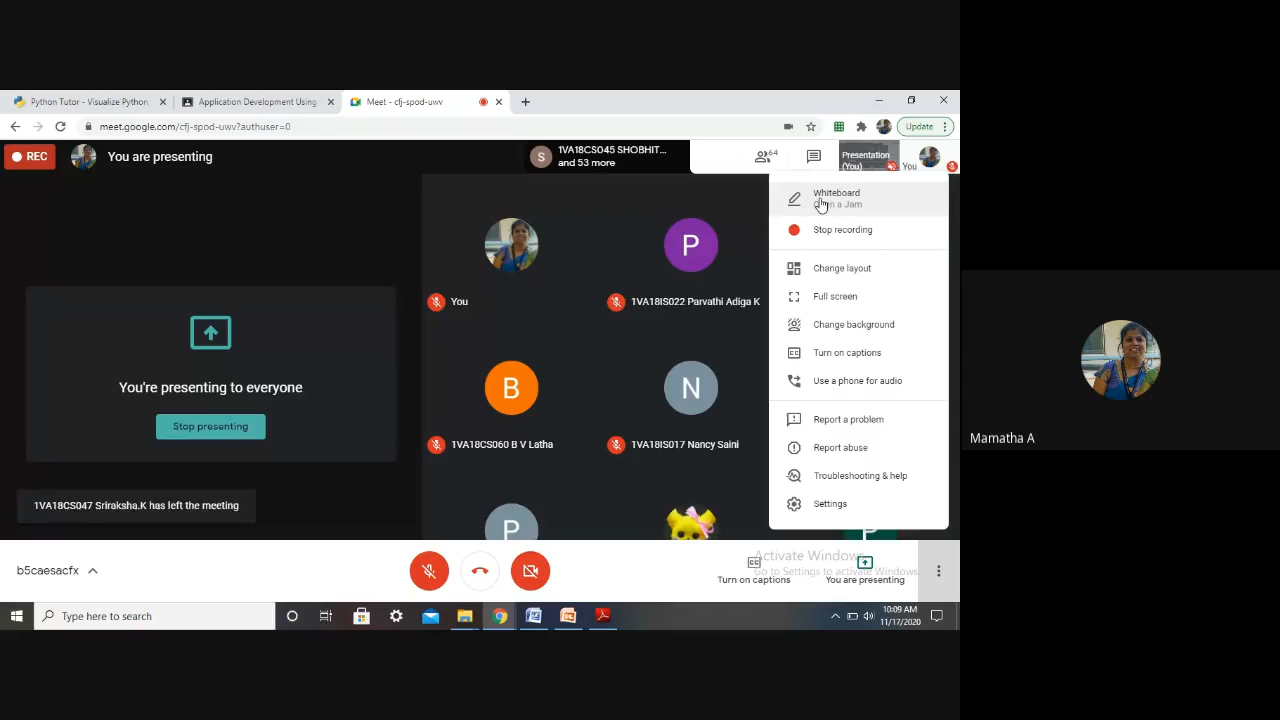 Python Tutor - Visualize Python
Application Development Using
Meet - cfj-spod-uwv
meet.google.com/cfj-spod-uwv?authuser=0
Update
REC
You are presenting
S
1VA18CS045 SHOBHIT...
and 53 more
64
Presentation
(You)
You
P
You
1VA18IS022 Parvathi Adiga K
B
N
1VA18CS060 B V Latha
1VA18IS017 Nancy Saini
P
P
You're presenting to everyone
Stop presenting
1VA18CS047 Sriraksha.K has left the meeting
Whiteboard
Open a Jam
Stop recording
Change layout
Full screen
Change background
Turn on captions
Use a phone for audio
Report a problem
Report abuse
Troubleshooting & help
Settings
b5caesacfx
Turn on captions
You are presenting
Activate Windows
Go to Settings to activate Windows.
Type here to search
10:09 AM
11/17/2020
Mamatha A